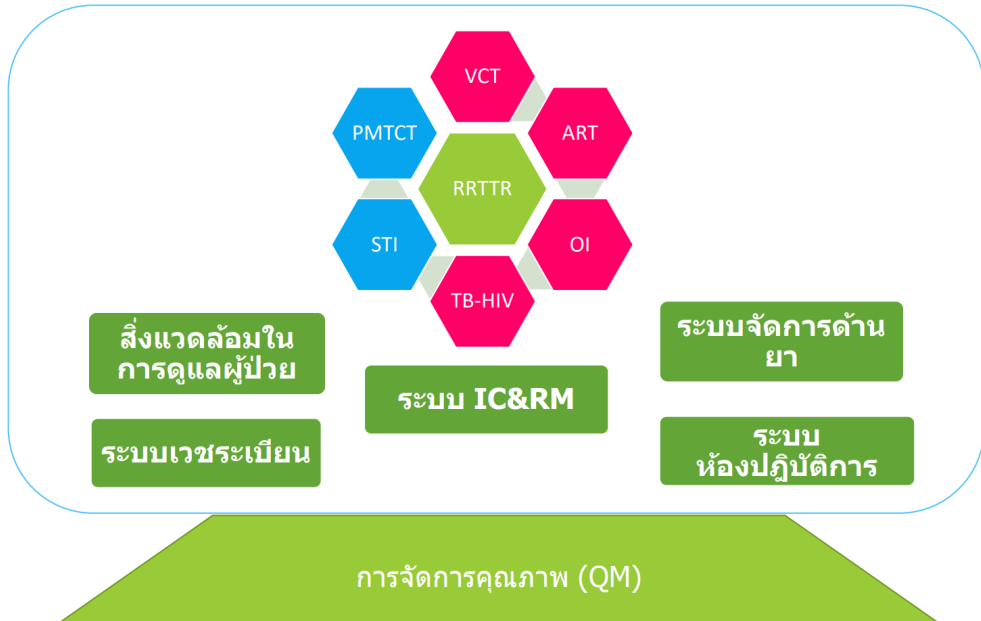 VCT
PMTCT
ART
RRTTR
STI
OI
TB-HIV
สิ่งแวดล้อมใน
การดูแลผู้ป่วย
ระบบจัดการด้าน
ยา
ระบบ IC&RM
ระบบเวชระเบียน
ระบบ
ห้องปฎิบัติการ
การจัดการคุณภาพ (QM)